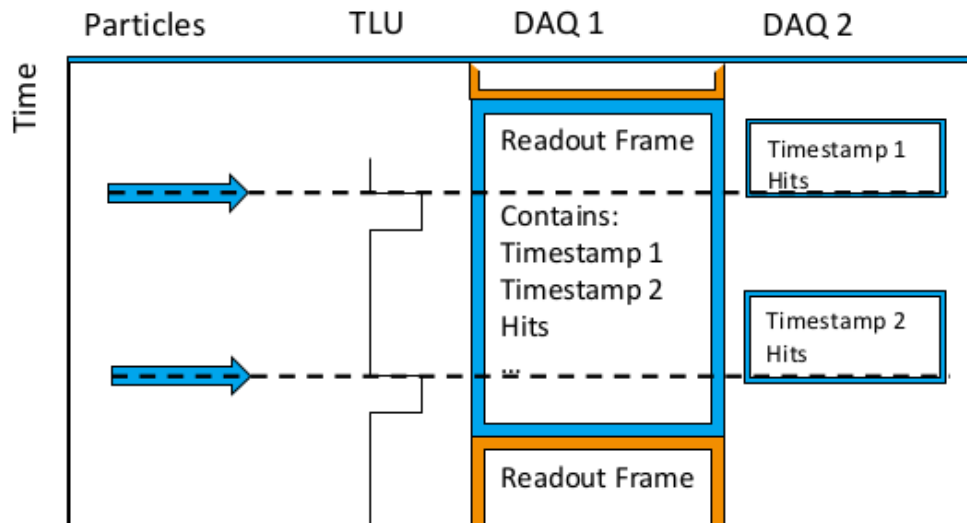 Particles
TLU
DAQ 1
DAQ 2
Time
Readout Frame
Contains:
Timestamp 1
Timestamp 2
Hits
...
Timestamp 1
Hits
Timestamp 2
Hits
Readout Frame